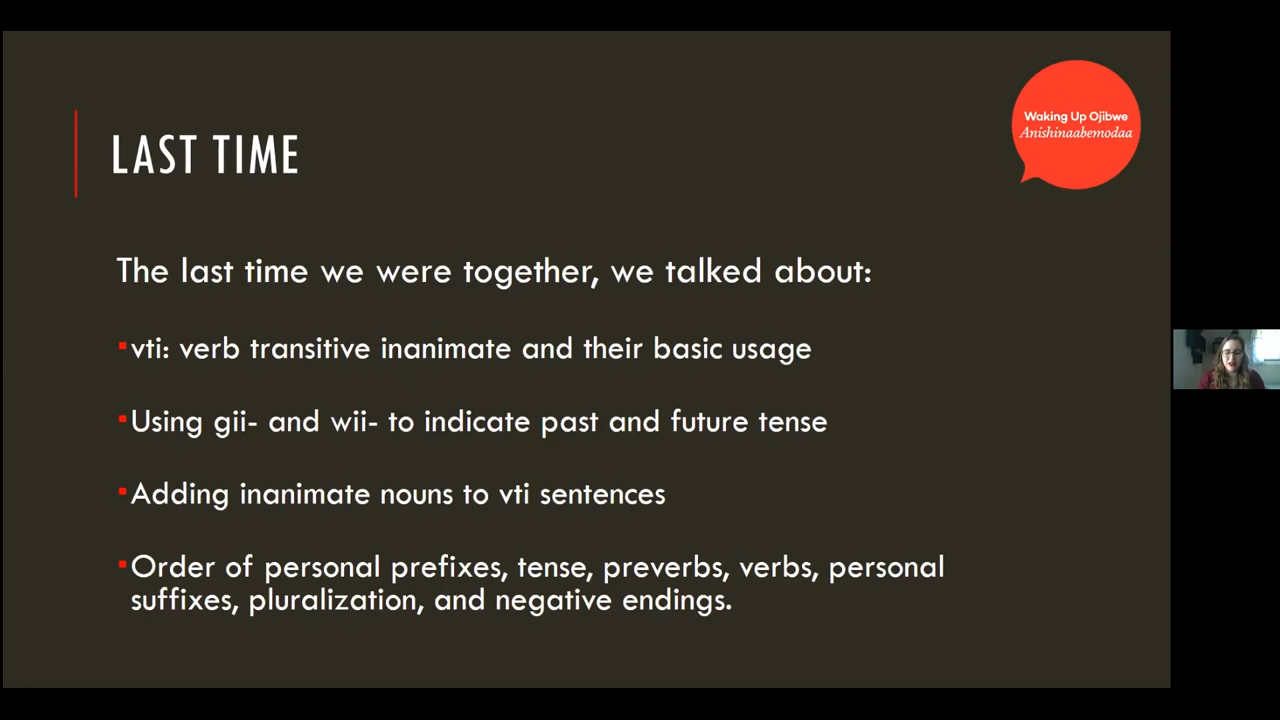 Waking Up Ojibwe
Anishinaabemodaa
LAST TIME
The last time we were together, we talked about:
▪vti: verb transitive inanimate and their basic usage
▪Using gii- and wii- to indicate past and future tense
▪Adding inanimate nouns to vti sentences
▪Order of personal prefixes, tense, preverbs, verbs, personal
suffixes, pluralization, and negative endings.